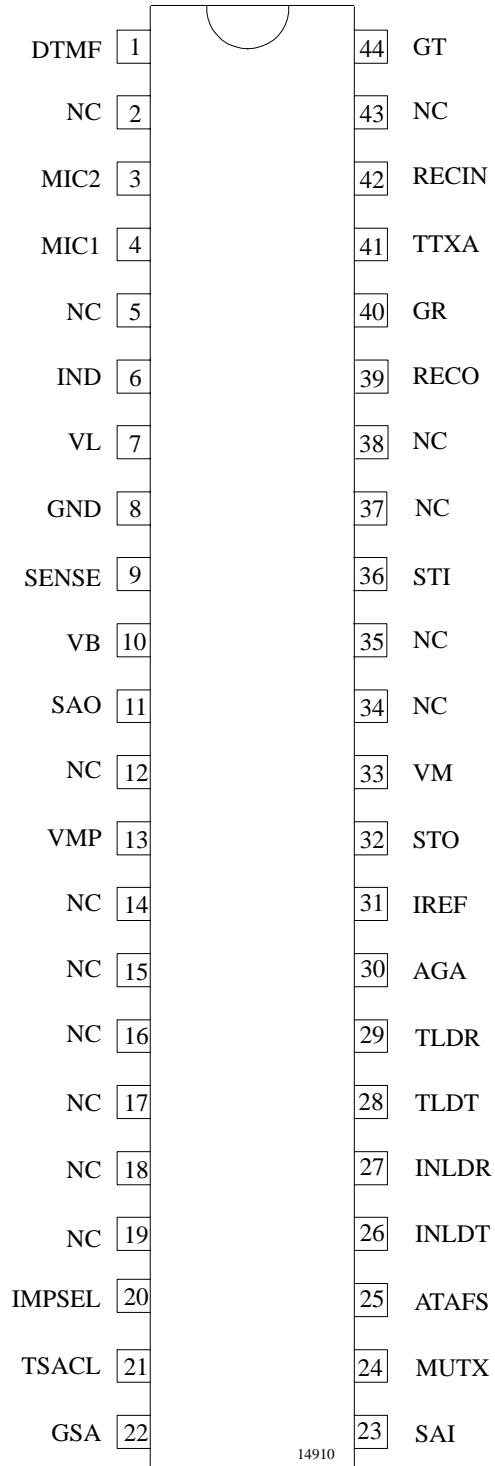 DTMF 1 44 GT
NC 2 43 NC
MIC2 3 42 RECIN
MIC1 4 41 TTXA
NC 5 40 GR
IND 6 39 RECO
VL 7 38 NC
GND 8 37 NC
SENSE 9 36 STI
VB 10 35 NC
SAO 11 34 NC
NC 12 33 VM
VMP 13 32 STO
NC 14 31 IREF
NC 15 30 AGA
NC 16 29 TLDR
NC 17 28 TLDT
NC 18 27 INLDR
NC 19 26 INLDT
IMPSEL 20 25 ATAFS
TSACL 21 24 MUTX
GSA 22 23 SAI
14910